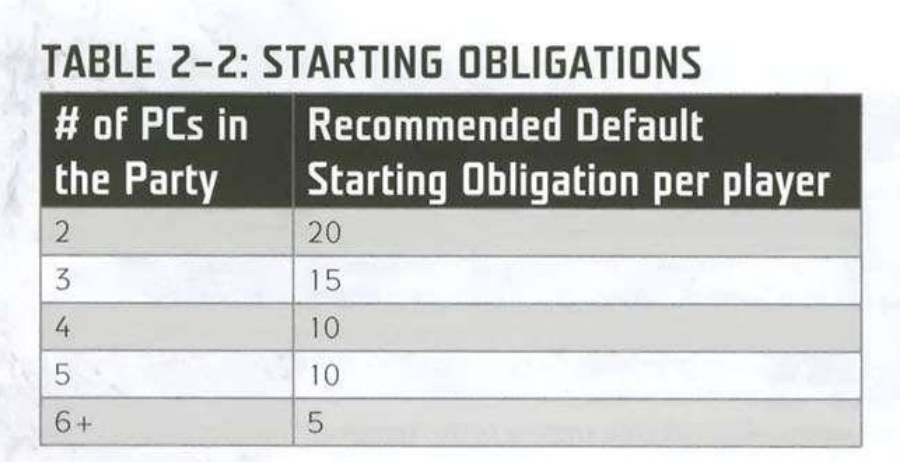 TABLE 2-2: STARTING OBLIGATIONS
# of PCs in the Party | Recommended Default Starting Obligation per player
2 | 20
3 | 15
4 | 10
5 | 10
6+ | 5